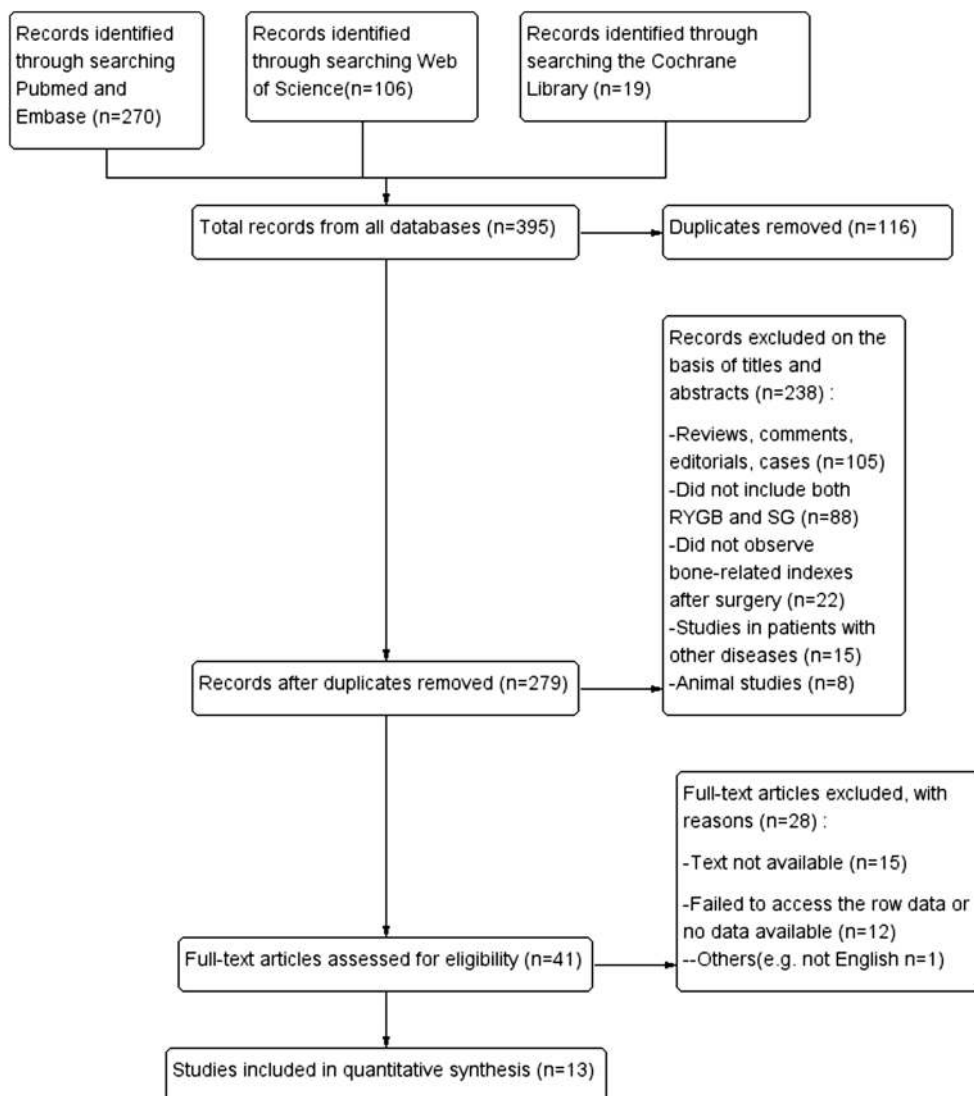 Records identified
through searching
Pubmed and
Embase (n=270)
Records identified
through searching Web
of Science(n=106)
Records identified through
searching the Cochrane
Library (n=19)
Total records from all databases (n=395)
Duplicates removed (n=116)
Records excluded on the
basis of titles and
abstracts (n=238) :
-Reviews, comments,
editorials, cases (n=105)
-Did not include both
RYGB and SG (n=88)
-Did not observe
bone-related indexes
after surgery (n=22)
-Studies in patients with
other diseases (n=15)
-Animal studies (n=8)
Records after duplicates removed (n=279)
Full-text articles excluded, with
reasons (n=28) :
-Text not available (n=15)
-Failed to access the row data or
no data available (n=12)
--Others(e.g. not English n=1)
Full-text articles assessed for eligibility (n=41)
Studies included in quantitative synthesis (n=13)